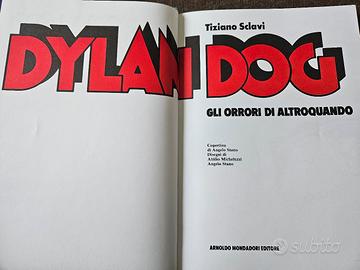 Tiziano Sclavi
DYLAN DOG
GLI ORRORI DI ALTROQUANDO
Copertina
di Angelo Stano
Disegni di
Attilio Micheluzzi
Angelo Stano
ARNOLDO MONDADORI EDITORE
subito